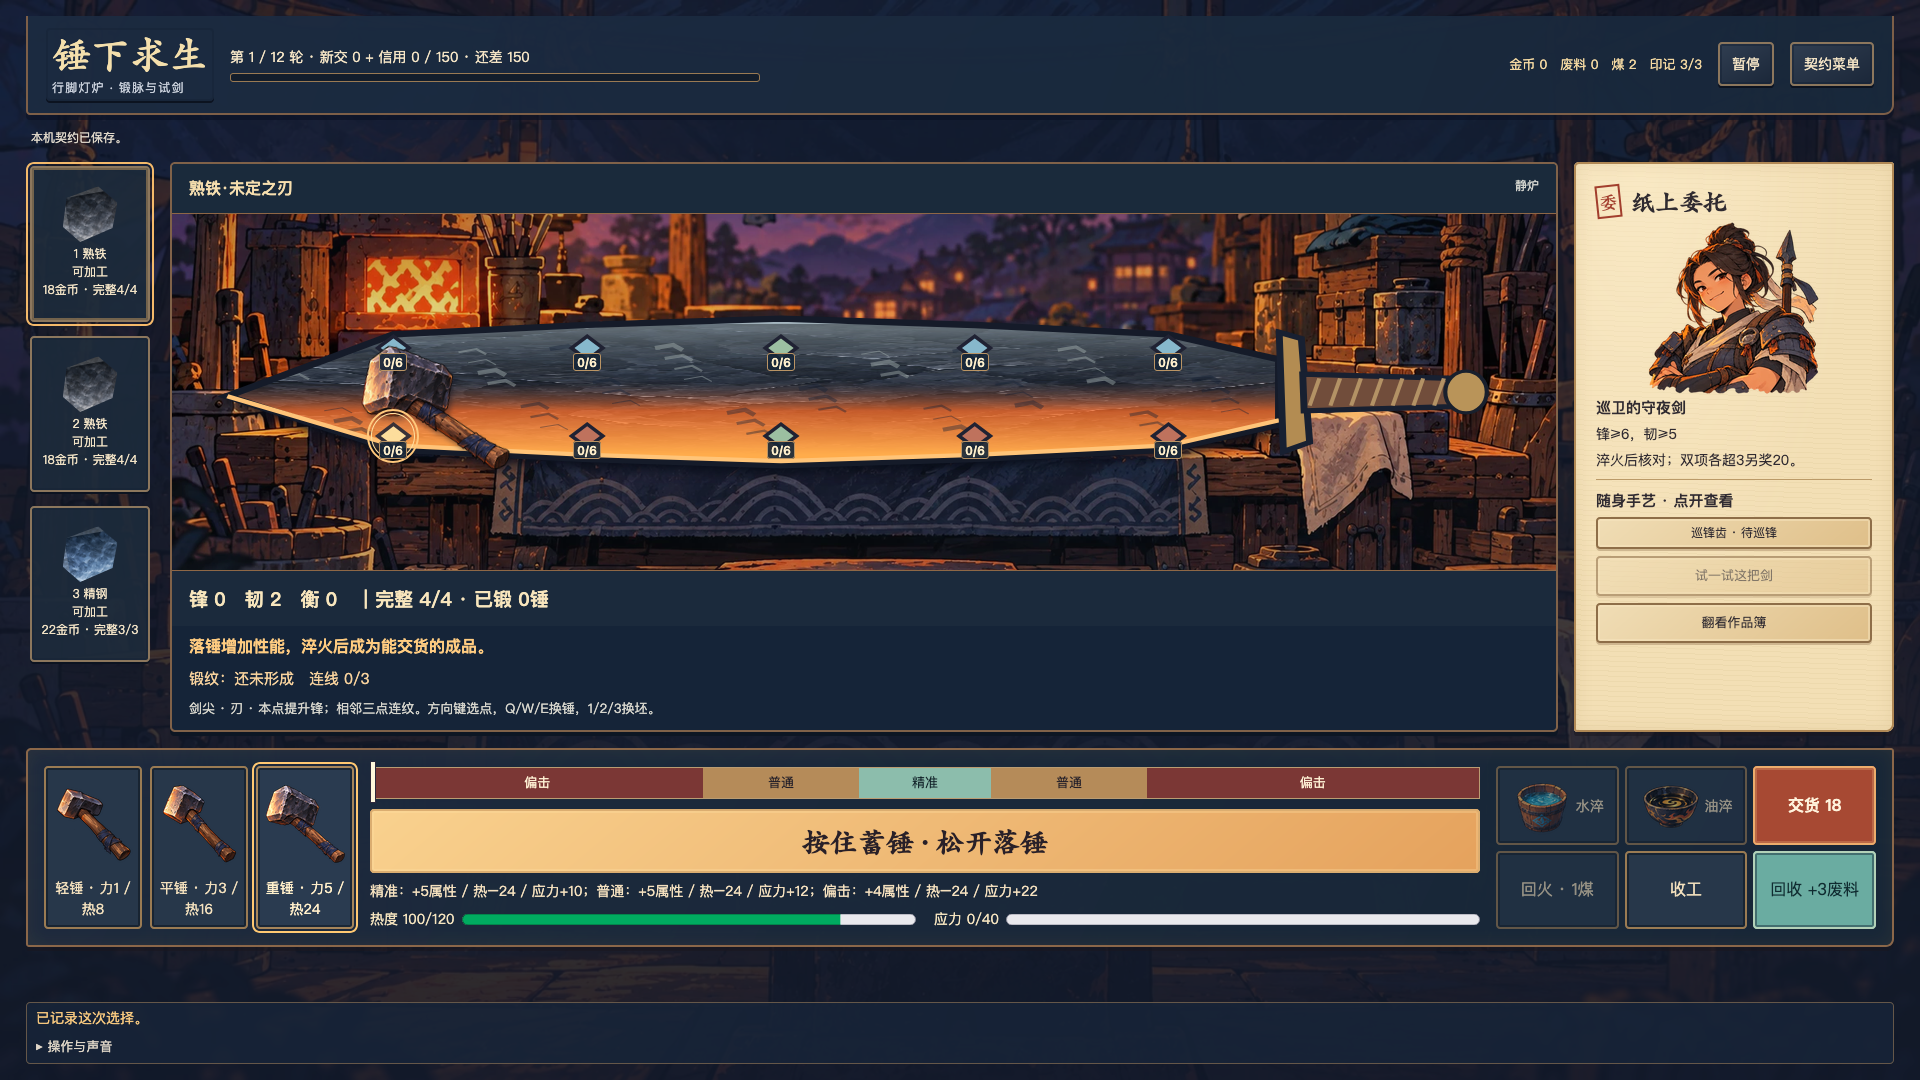 锤下求生
行脚灯炉 · 锻脉与试剑
第 1 / 12 轮 · 新交 0 + 信用 0 / 150 · 还差 150
金币 0 废料 0 煤 2 印记 3/3
暂停
契约菜单
本机契约已保存。
1 熟铁
可加工
18金币 · 完整4/4
2 熟铁
可加工
18金币 · 完整4/4
3 精钢
可加工
22金币 · 完整3/3
熟铁·未定之刃
静炉
0/6
0/6
0/6
0/6
0/6
0/6
0/6
0/6
0/6
0/6
锋 0 韧 2 衡 0 | 完整 4/4 · 已锻 0锤
落锤增加性能，淬火后成为能交货的成品。
锻纹：还未形成 连线 0/3
剑尖 · 刃 · 本点提升锋；相邻三点连纹。方向键选点，Q/W/E换锤，1/2/3换坯。
委
纸上委托
巡卫的守夜剑
锋≥6，韧≥5
淬火后核对；双项各超3另奖20。
随身手艺 · 点开查看
巡锋齿 · 待巡锋
试一试这把剑
翻看作品簿
轻锤 · 力1 /
热8
平锤 · 力3 /
热16
重锤 · 力5 /
热24
偏击
普通
精准
普通
偏击
按住蓄锤 · 松开落锤
精准：+5属性 / 热−24 / 应力+10；普通：+5属性 / 热−24 / 应力+12；偏击：+4属性 / 热−24 / 应力+22
热度 100/120
应力 0/40
水淬
油淬
交货 18
回火 · 1煤
收工
回收 +3废料
已记录这次选择。
▸ 操作与声音